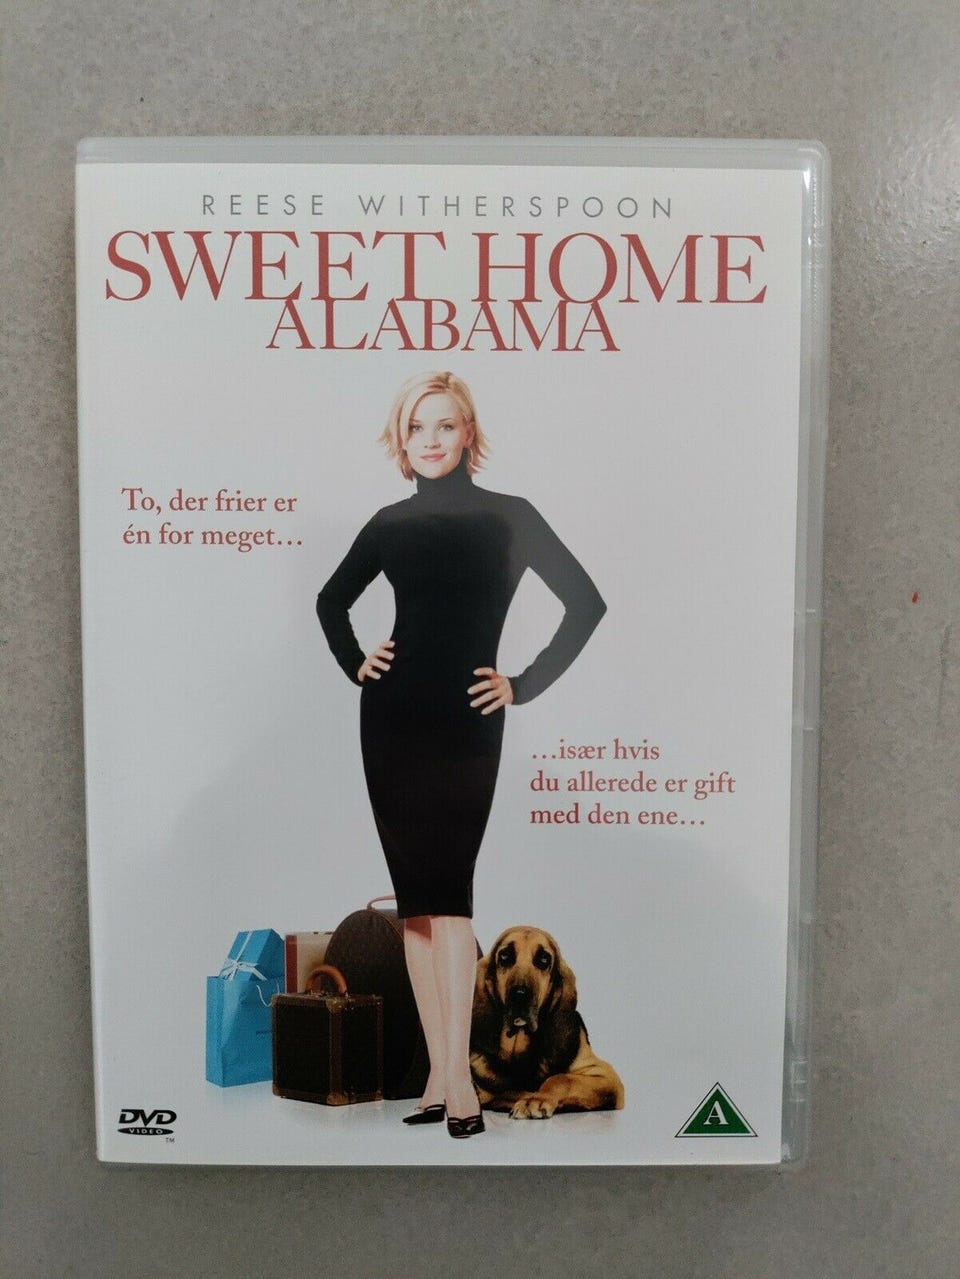 REESE WITHERSPOON
SWEET HOME
ALABAMA
To, der frier er
én for meget...
...især hvis
du allerede er gift
med den ene...
DVD
VIDEO
TM
A